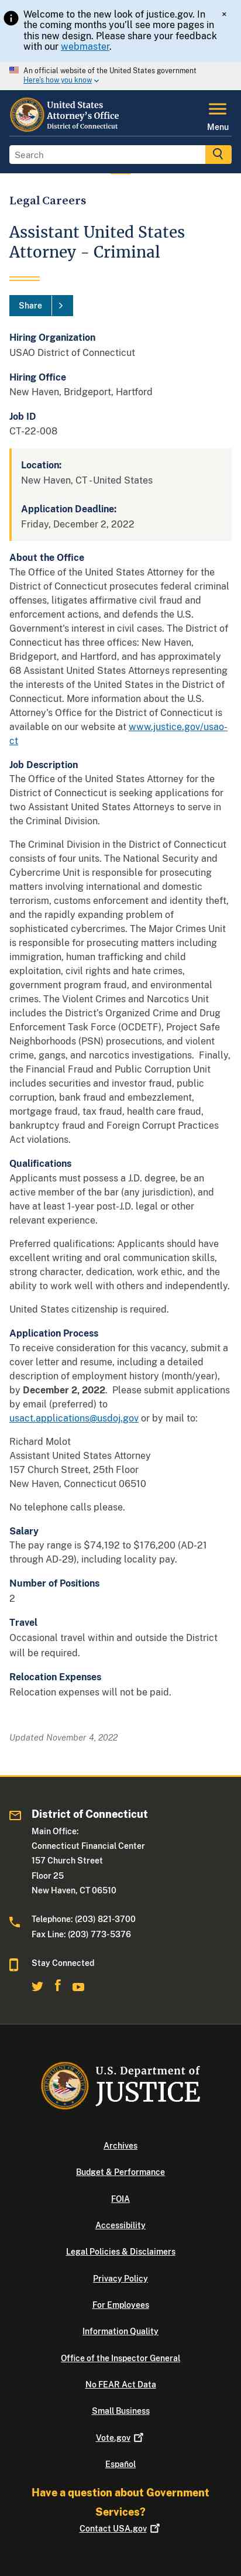 Welcome to the new look of justice.gov. In
the coming months you'll see more pages in
this new design. Please share your feedback
with our webmaster.
×
An official website of the United States government
Here's how you know
United States
Attorney's Office
District of Connecticut
Menu
Search
Legal Careers
Assistant United States
Attorney - Criminal
Share
Hiring Organization
USAO District of Connecticut
Hiring Office
New Haven, Bridgeport, Hartford
Job ID
CT-22-008
Location:
New Haven, CT - United States
Application Deadline:
Friday, December 2, 2022
About the Office
The Office of the United States Attorney for the
District of Connecticut prosecutes federal criminal
offenses, litigates affirmative civil fraud and
enforcement actions, and defends the U.S.
Government's interest in civil cases. The District of
Connecticut has three offices: New Haven,
Bridgeport, and Hartford, and has approximately
68 Assistant United States Attorneys representing
the interests of the United States in the District of
Connecticut. More information about the U.S.
Attorney's Office for the District of Connecticut is
available on our website at www.justice.gov/usao-
ct
Job Description
The Office of the United States Attorney for the
District of Connecticut is seeking applications for
two Assistant United States Attorneys to serve in
the Criminal Division.
The Criminal Division in the District of Connecticut
consists of four units. The National Security and
Cybercrime Unit is responsible for investigating
matters involving child exploitation, identity theft,
and the rapidly expanding problem of
sophisticated cyber threats. The Major Crimes Unit
is responsible for prosecuting matters involving
immigration, child support, postal crimes,
government program fraud, and environmental
crimes. The Violent Crimes and Narcotics Unit
includes the District's Organized Crime and Drug
Enforcement Task Force (OCDETF), Project Safe
Neighborhoods (PSN) prosecutions, and violent
crime, gangs, and narcotics investigations.  Finally,
the Financial Fraud and Public Corruption Unit
includes securities and investor fraud, public
corruption, bank fraud and embezzlement,
mortgage fraud, tax fraud, health care fraud,
bankruptcy fraud and Foreign Corrupt Practices
Act violations.
Qualifications
Applicants must possess a J.D. degree, be an
active member of the bar (any jurisdiction), and
have at least 1-year post-J.D. legal or other
relevant experience.
Preferred qualifications: Applicants should have
excellent writing and oral communication skills,
strong character, dedication, work ethic, and the
ability to work well with others and independently.
United States citizenship is required.
Application Process
To receive consideration for this vacancy, submit a
cover letter and resume, including a detailed
description of employment history (month/year),
by December 2, 2022.  Please submit applications
by email (preferred) to
usact.applications@usdoj.gov or by mail to:
Richard Molot
Assistant United States Attorney
157 Church Street, 25th Floor
New Haven, Connecticut 06510
No telephone calls please.
Salary
The pay range is $74,192 to $176,200 (AD-21
through AD-29), including locality pay.
Number of Positions
2
Travel
Occasional travel within and outside the District
will be required.
Relocation Expenses
Relocation expenses will not be paid.
Updated November 4, 2022
District of Connecticut
Main Office:
Connecticut Financial Center
157 Church Street
Floor 25
New Haven, CT 06510
Telephone: (203) 821-3700
Fax Line: (203) 773-5376
Stay Connected
U.S. Department of
JUSTICE
Archives
Budget & Performance
FOIA
Accessibility
Legal Policies & Disclaimers
Privacy Policy
For Employees
Information Quality
Office of the Inspector General
No FEAR Act Data
Small Business
Vote.gov
Español
Have a question about Government
Services?
Contact USA.gov